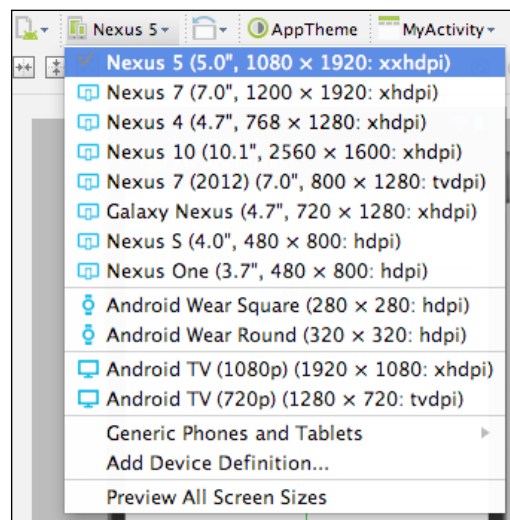 Nexus 5 AppTheme MyActivity
Nexus 5 (5.0", 1080 × 1920: xxhdpi)
Nexus 7 (7.0", 1200 × 1920: xhdpi)
Nexus 4 (4.7", 768 × 1280: xhdpi)
Nexus 10 (10.1", 2560 × 1600: xhdpi)
Nexus 7 (2012) (7.0", 800 × 1280: tvdpi)
Galaxy Nexus (4.7", 720 × 1280: xhdpi)
Nexus S (4.0", 480 × 800: hdpi)
Nexus One (3.7", 480 × 800: hdpi)
Android Wear Square (280 × 280: hdpi)
Android Wear Round (320 × 320: hdpi)
Android TV (1080p) (1920 × 1080: xhdpi)
Android TV (720p) (1280 × 720: tvdpi)
Generic Phones and Tablets
Add Device Definition...
Preview All Screen Sizes